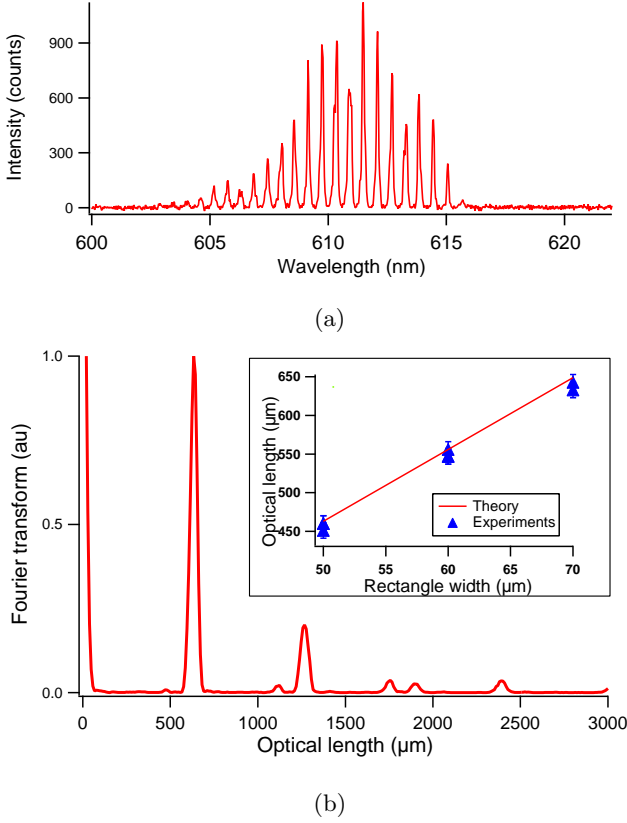 Intensity (counts)
900
600
300
0
600
605
610
615
620
Wavelength (nm)
(a)
Fourier transform (au)
1.0
0.5
0.0
0
500
1000
1500
2000
2500
3000
Optical length (µm)
Optical length (µm)
650
600
550
500
450
50
55
60
65
70
Rectangle width (µm)
Theory
Experiments
(b)